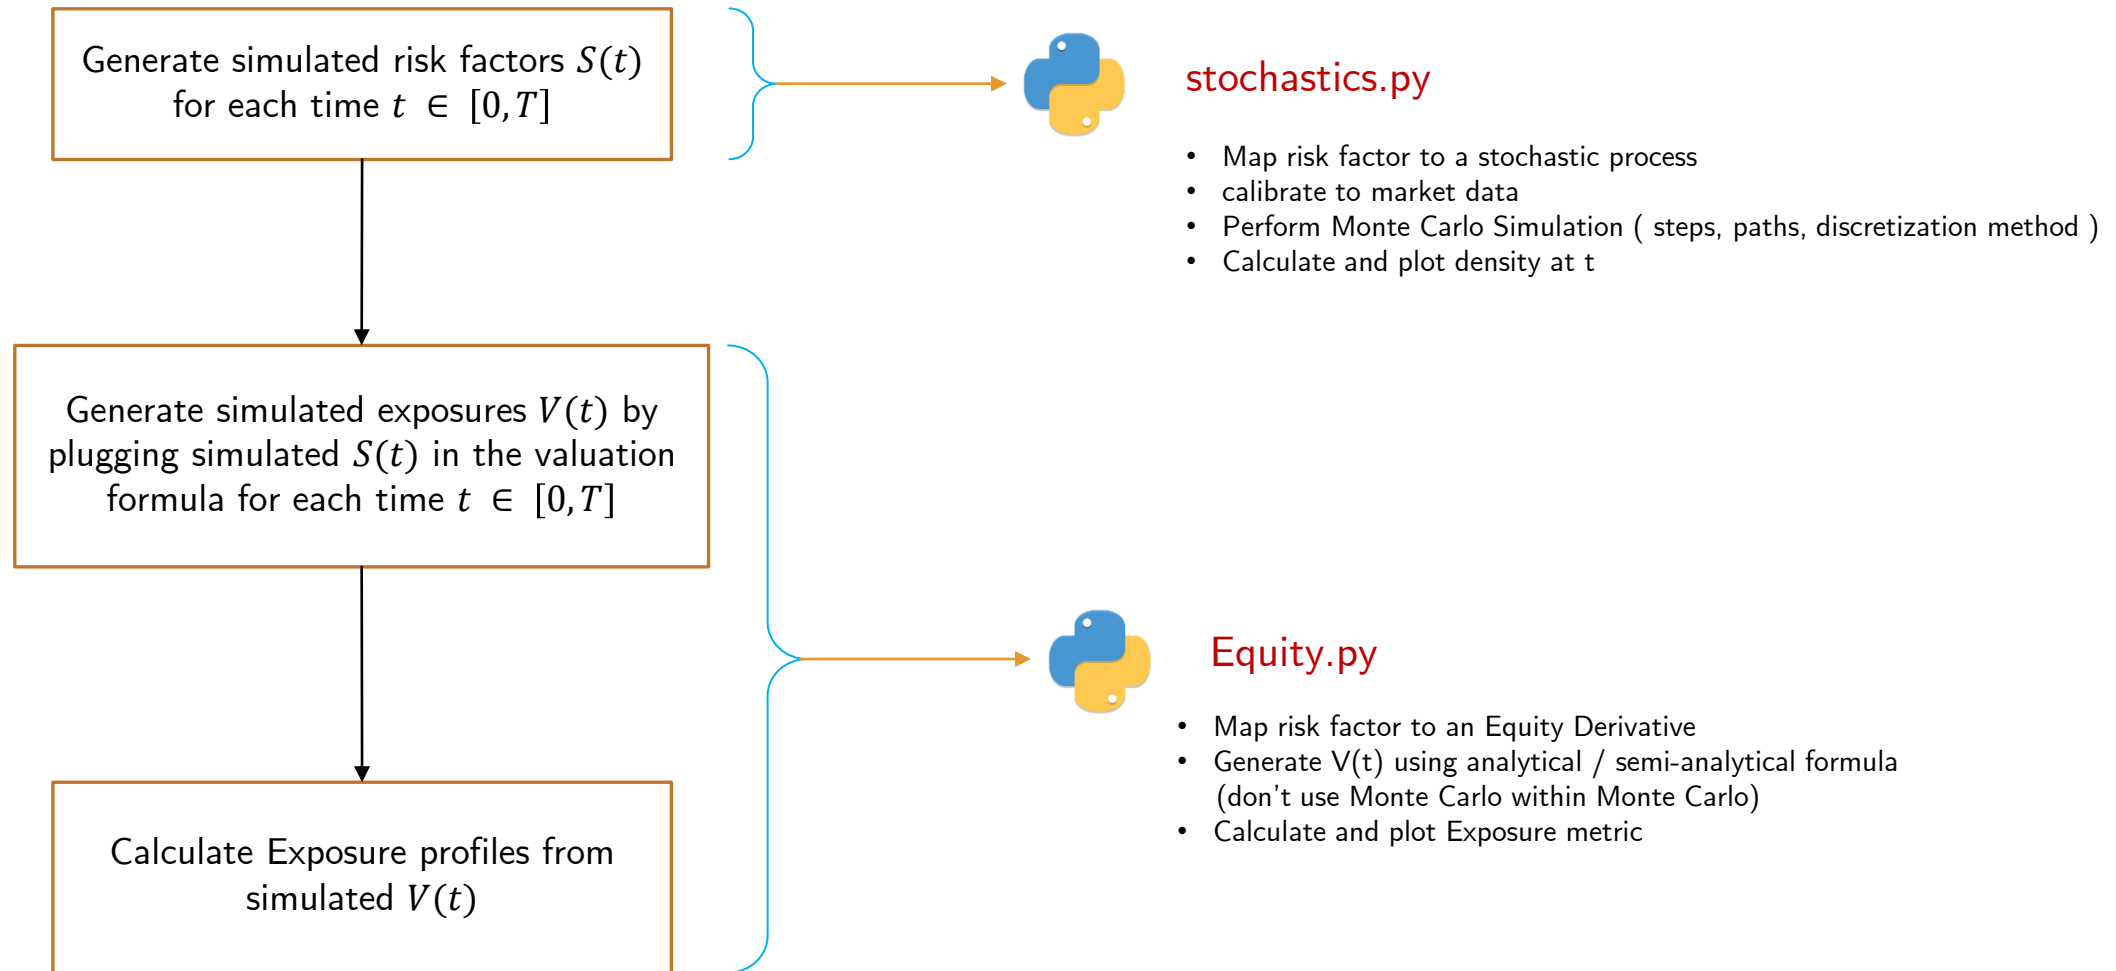 Generate simulated risk factors S(t)
for each time t ∈ [0, T]
stochastics.py
• Map risk factor to a stochastic process
• calibrate to market data
• Perform Monte Carlo Simulation ( steps, paths, discretization method )
• Calculate and plot density at t
Generate simulated exposures V(t) by
plugging simulated S(t) in the valuation
formula for each time t ∈ [0, T]
Equity.py
• Map risk factor to an Equity Derivative
• Generate V(t) using analytical / semi-analytical formula
(don't use Monte Carlo within Monte Carlo)
• Calculate and plot Exposure metric
Calculate Exposure profiles from
simulated V(t)